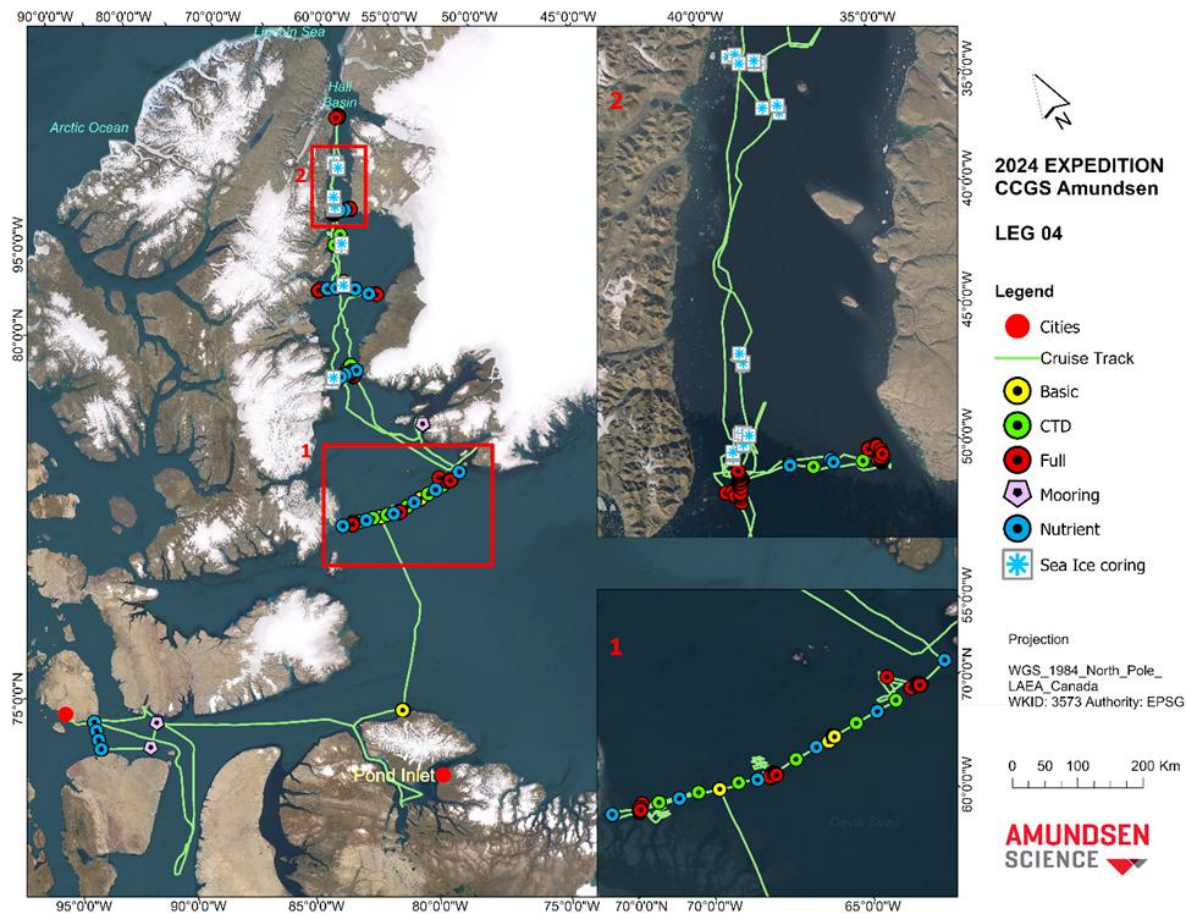 90°0'0"W 80°0'0"W 70°0'0"W 60°0'0"W 55°0'0"W 50°0'0"W 45°0'0"W 40°0'0"W 35°0'0"W
Lincoln Sea
Hall
Basin
Arctic Ocean
2
2
95°0'0"W
80°0'0"N
1
75°0'0"N
Pond Inlet
1
Davis Strait
35°0'0"W
40°0'0"W
45°0'0"W
50°0'0"W
55°0'0"W
70°0'0"N
60°0'0"W
95°0'0"W 90°0'0"W 85°0'0"W 80°0'0"W 75°0'0"W 70°0'0"N 70°0'0"W 65°0'0"W
N
2024 EXPEDITION
CCGS Amundsen
LEG 04
Legend
Cities
Cruise Track
Basic
CTD
Full
Mooring
Nutrient
Sea Ice coring
Projection
WGS_1984_North_Pole_
LAEA_Canada
WKID: 3573 Authority: EPSG
0 50 100 200 Km
AMUNDSEN
SCIENCE